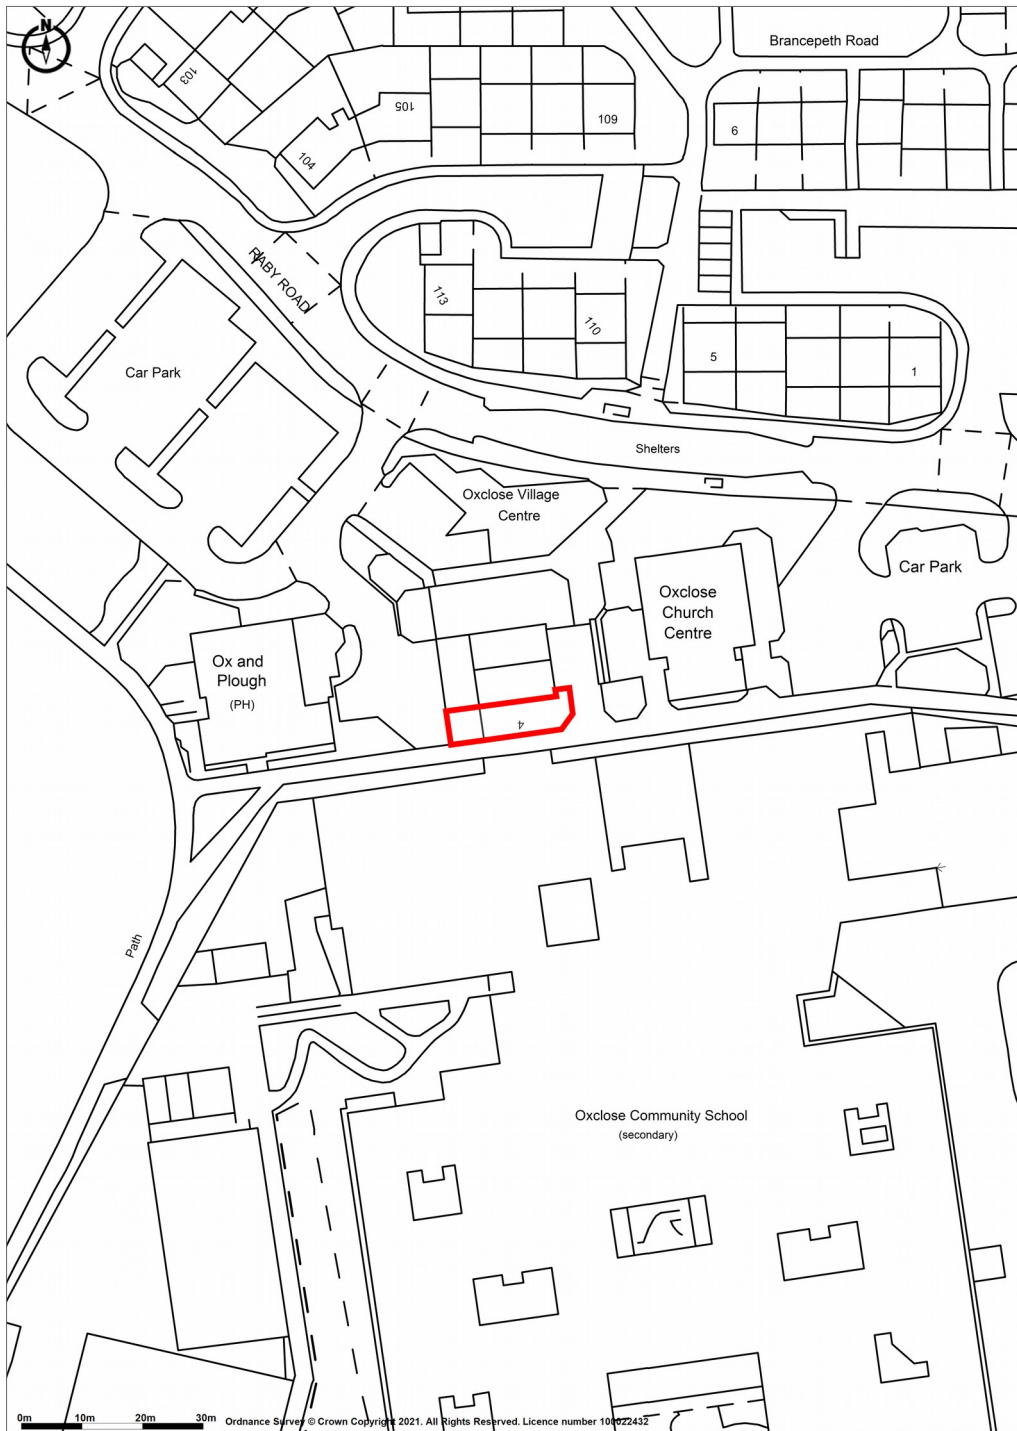 N
Brancepeth Road
103
105
109
6
104
RABY ROAD
113
110
5
1
Car Park
Shelters
Oxclose Village
Centre
Car Park
Oxclose
Church
Centre
Ox and
Plough
(PH)
4
Path
Oxclose Community School
(secondary)
0m 10m 20m 30m
Ordnance Survey © Crown Copyright 2021. All Rights Reserved. Licence number 100022432